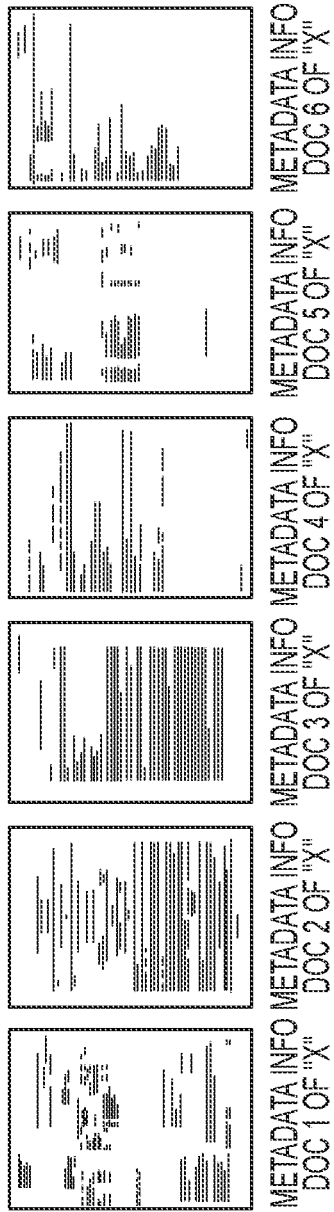 METADATA INFO
DOC 1 OF "X"
METADATA INFO
DOC 2 OF "X"
METADATA INFO
DOC 3 OF "X"
METADATA INFO
DOC 4 OF "X"
METADATA INFO
DOC 5 OF "X"
METADATA INFO
DOC 6 OF "X"